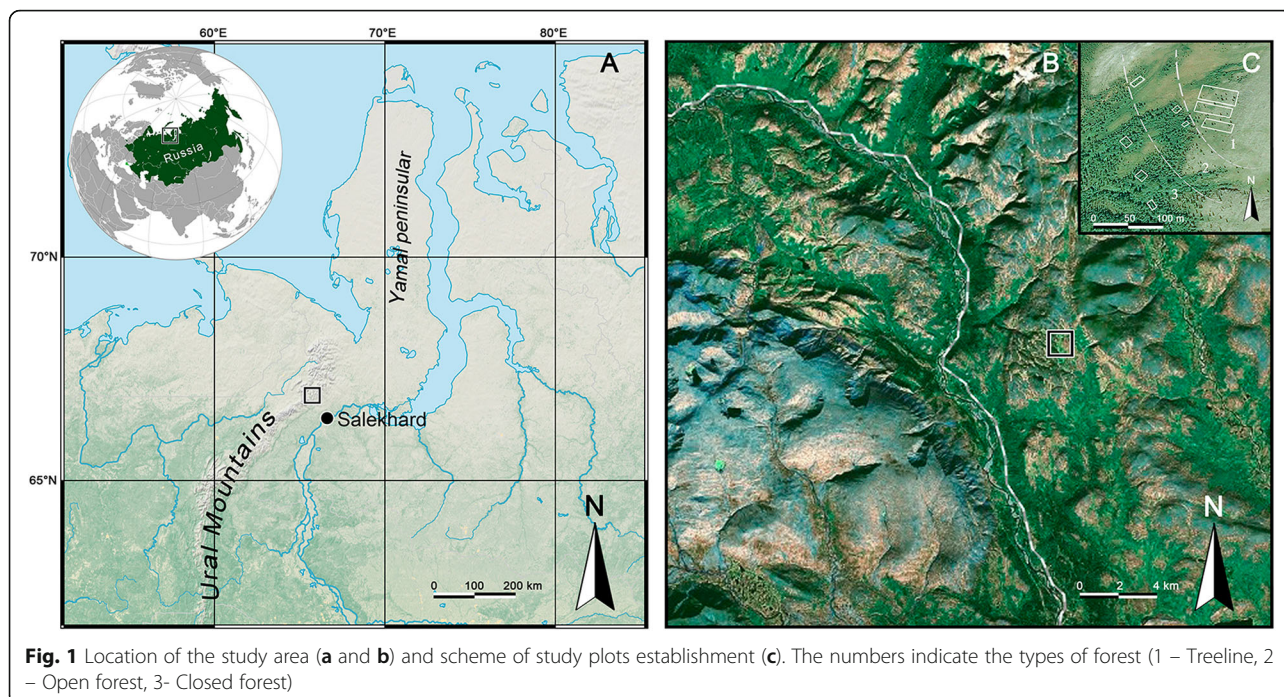 60°E 70°E 80°E
A
Russia
70°N
65°N
Yamal peninsular
Salekhard
Ural Mountains
N
0 100 200 km
B
N
0 2 4 km
C
1
2
3
N
0 50 100 m
Fig. 1 Location of the study area (a and b) and scheme of study plots establishment (c). The numbers indicate the types of forest (1 – Treeline, 2
– Open forest, 3- Closed forest)